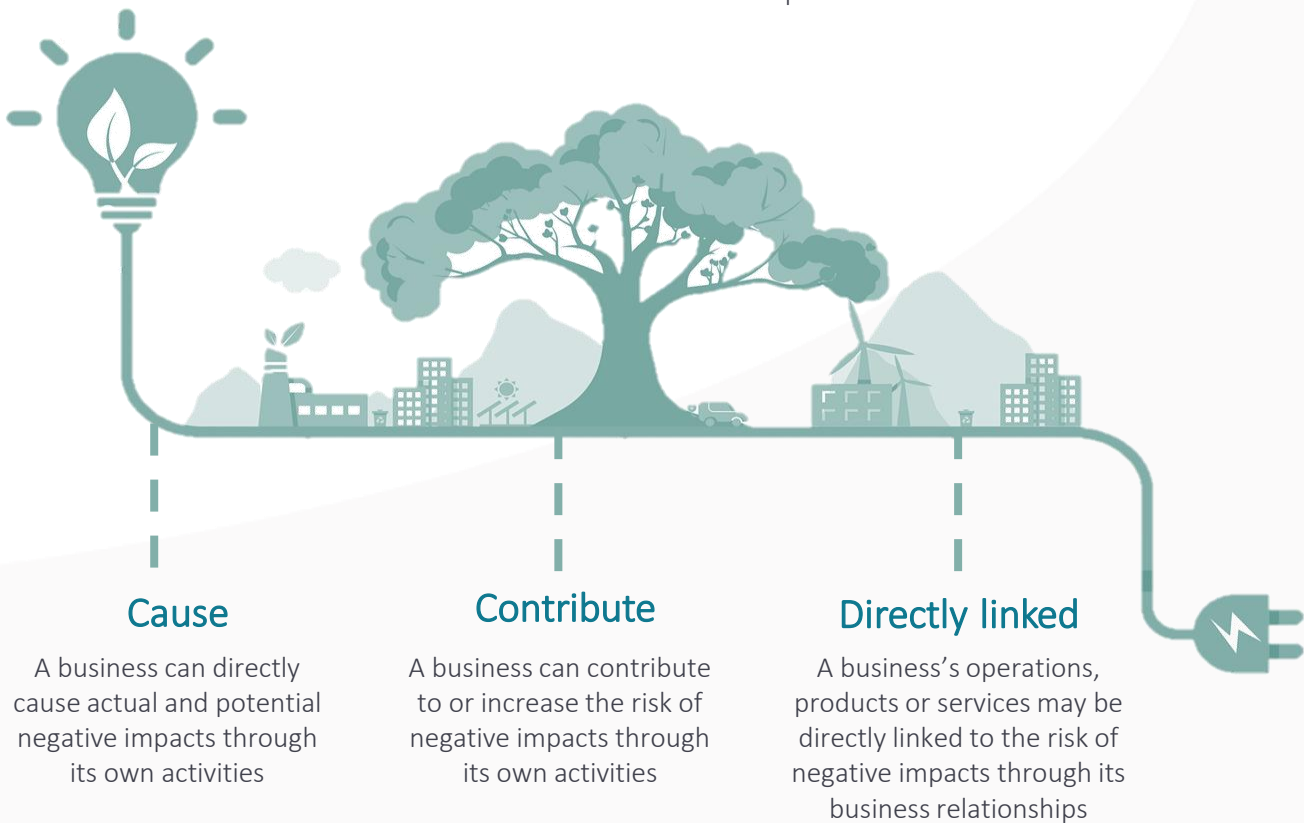 Cause
A business can directly
cause actual and potential
negative impacts through
its own activities
Contribute
A business can contribute
to or increase the risk of
negative impacts through
its own activities
Directly linked
A business’s operations,
products or services may be
directly linked to the risk of
negative impacts through its
business relationships